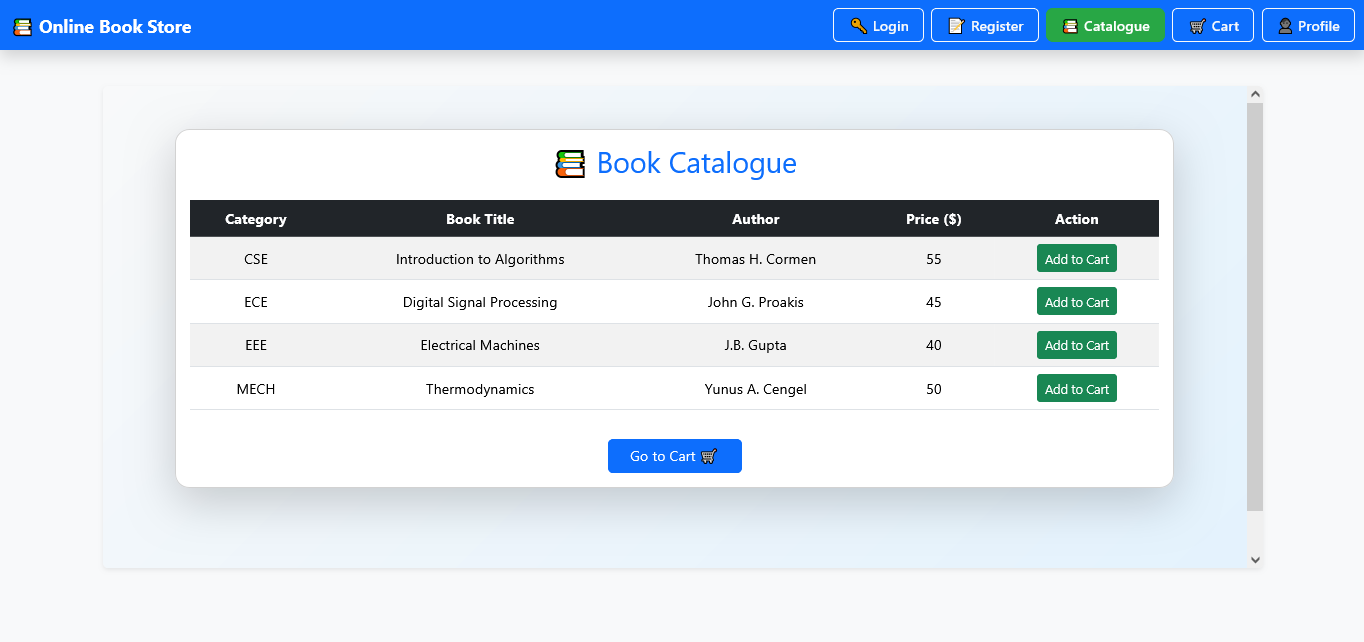 Online Book Store
Login Register Catalogue Cart Profile
Book Catalogue
Category Book Title Author Price ($) Action
CSE Introduction to Algorithms Thomas H. Cormen 55 Add to Cart
ECE Digital Signal Processing John G. Proakis 45 Add to Cart
EEE Electrical Machines J.B. Gupta 40 Add to Cart
MECH Thermodynamics Yunus A. Cengel 50 Add to Cart
Go to Cart